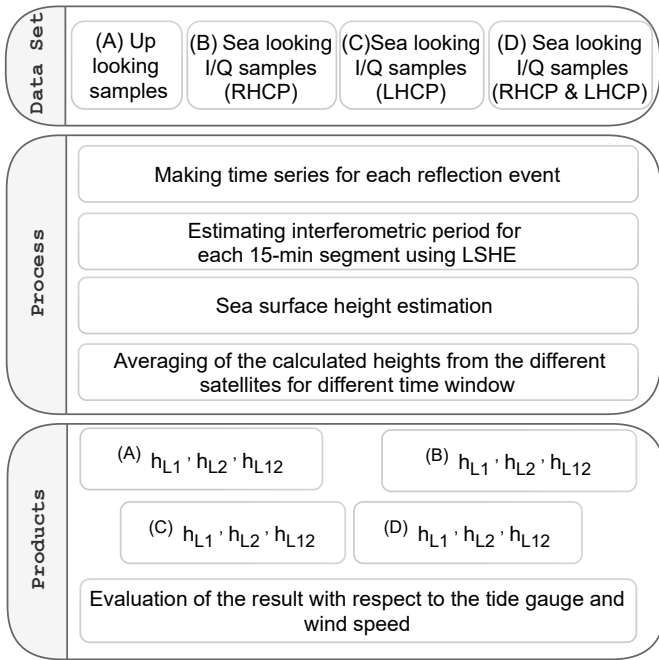 Data Set
(A) Up
looking
samples
(B) Sea looking
I/Q samples
(RHCP)
(C)Sea looking
I/Q samples
(LHCP)
(D) Sea looking
I/Q samples
(RHCP & LHCP)
Process
Making time series for each reflection event
Estimating interferometric period for
each 15-min segment using LSHE
Sea surface height estimation
Averaging of the calculated heights from the different
satellites for different time window
Products
(A) hL1 , hL2 , hL12
(B) hL1 , hL2 , hL12
(C) hL1 , hL2 , hL12
(D) hL1 , hL2 , hL12
Evaluation of the result with respect to the tide gauge and
wind speed